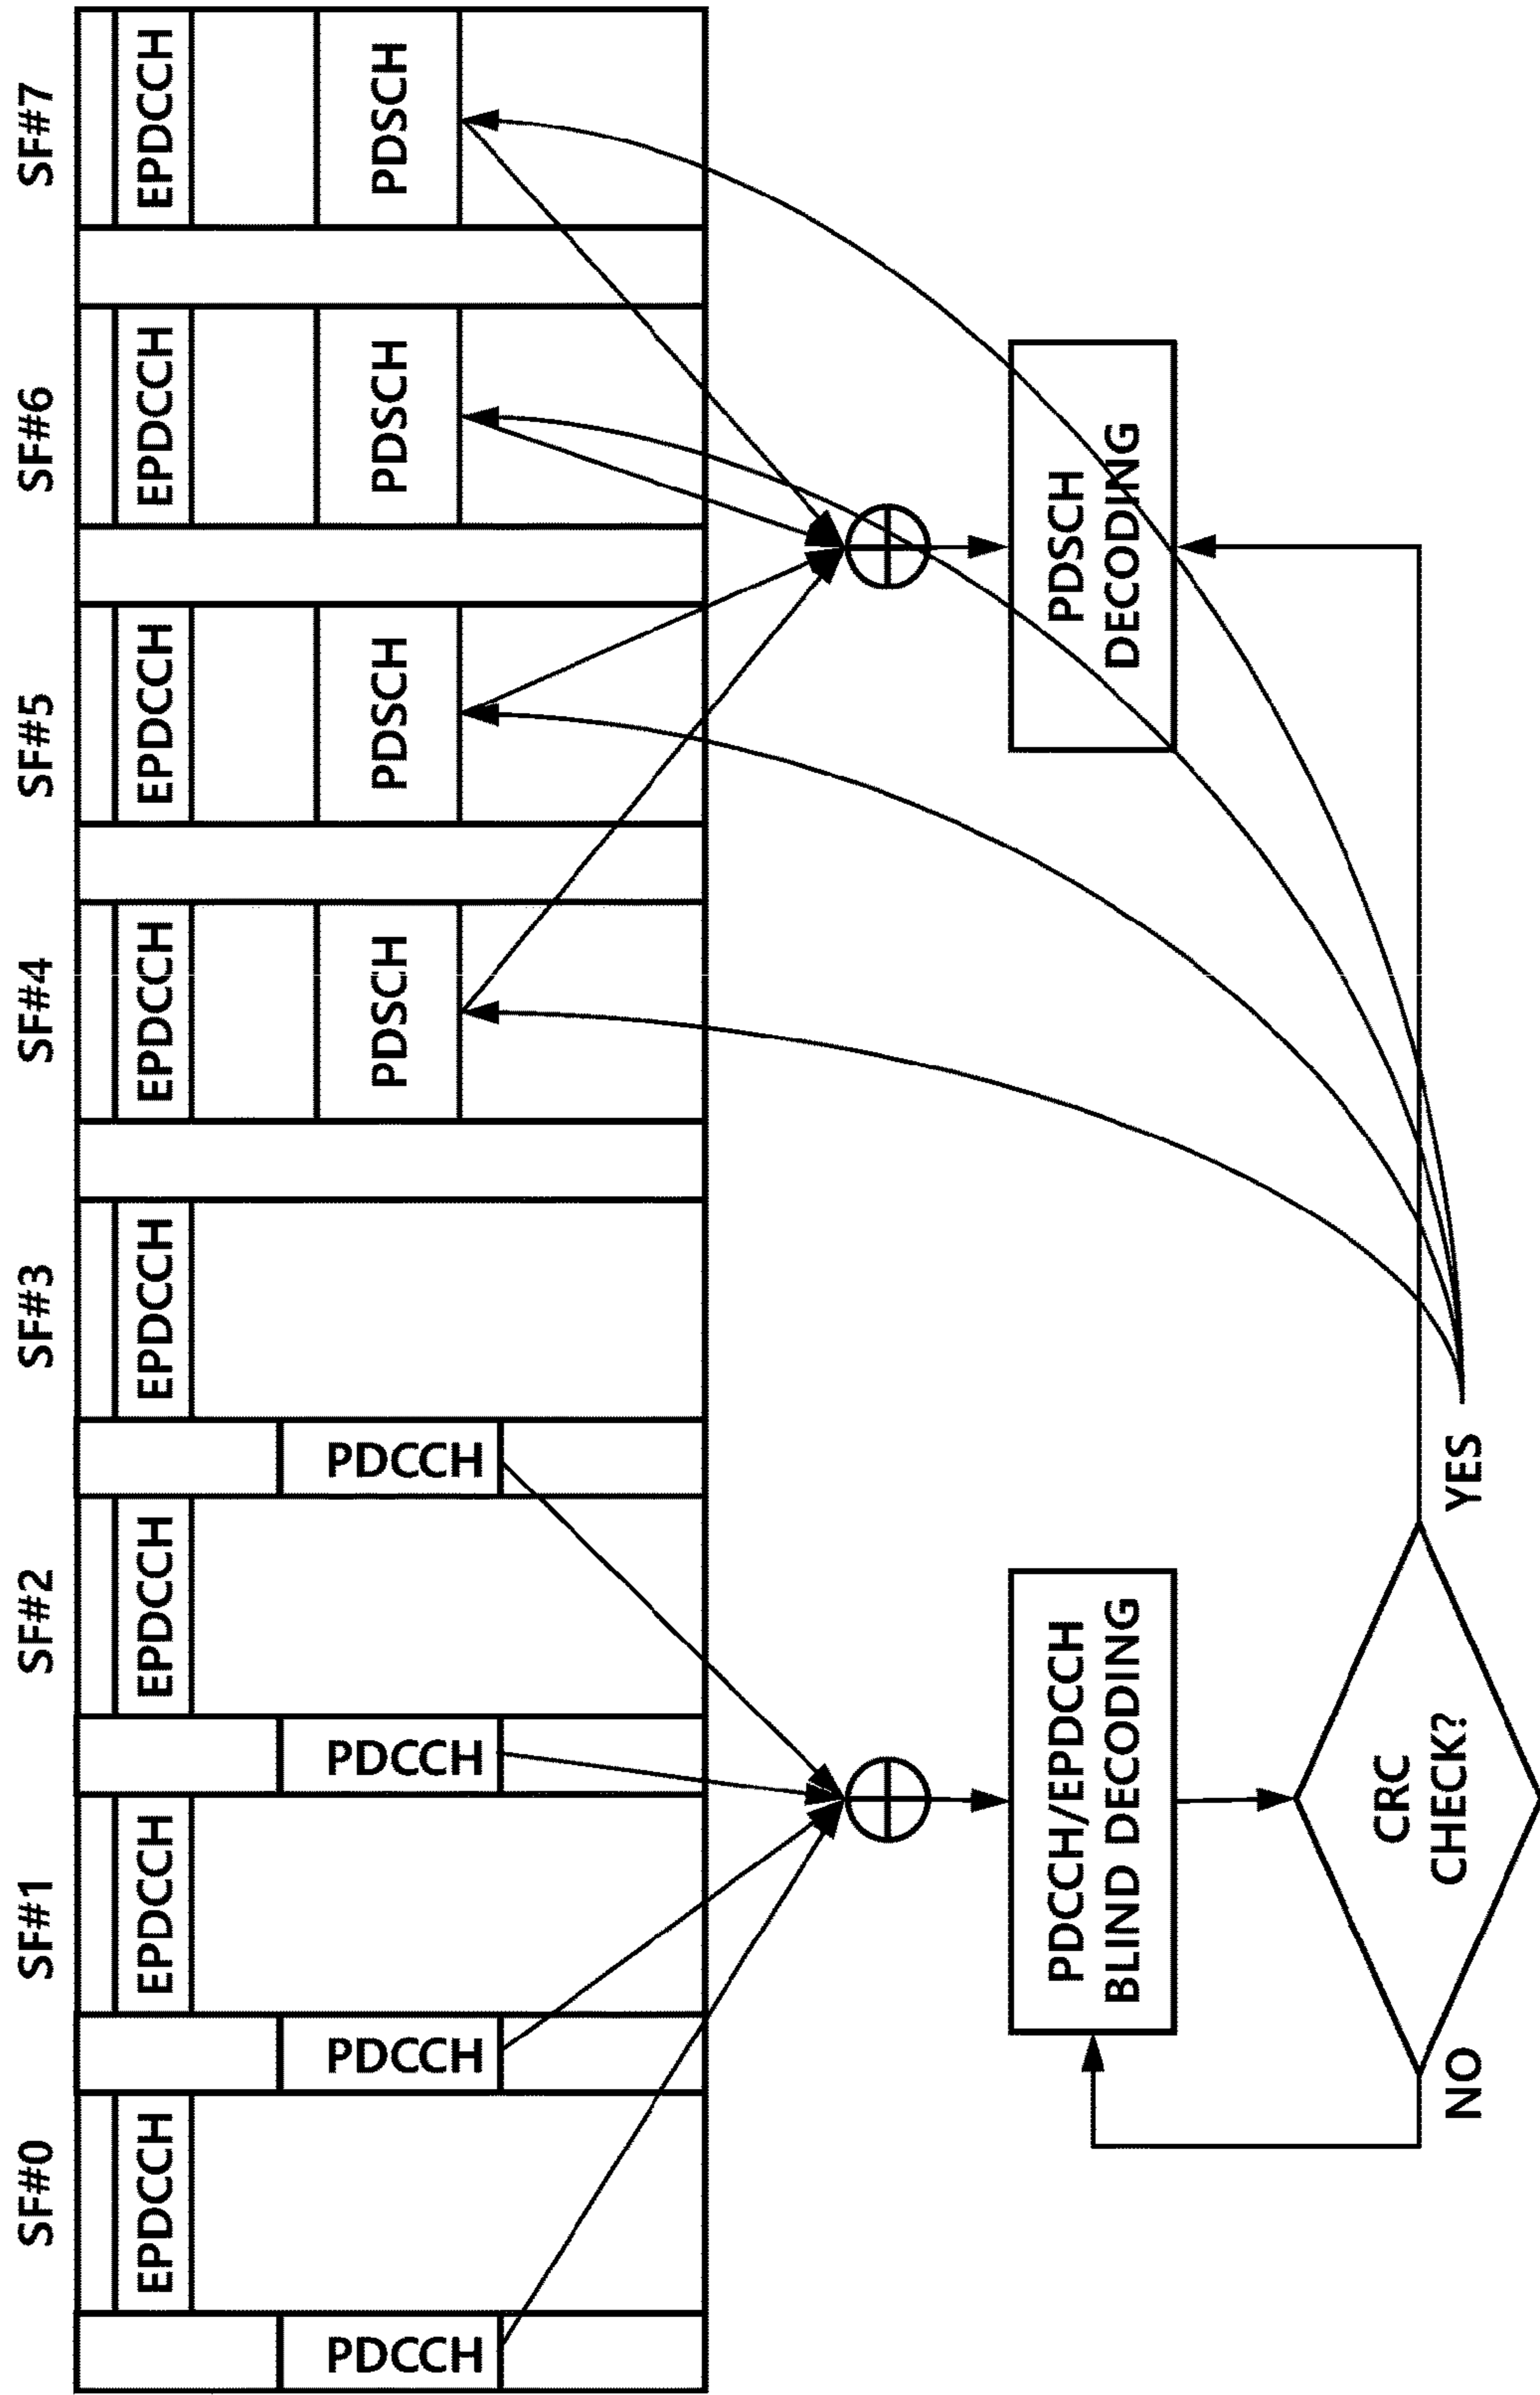 SF#0 SF#1 SF#2 SF#3 SF#4 SF#5 SF#6 SF#7
EPDCCH EPDCCH EPDCCH EPDCCH EPDCCH EPDCCH EPDCCH EPDCCH
PDCCH PDCCH PDCCH PDCCH
PDSCH PDSCH PDSCH PDSCH
PDCCH/EPDCCH
BLIND DECODING
PDSCH
DECODING
CRC
CHECK?
NO
YES